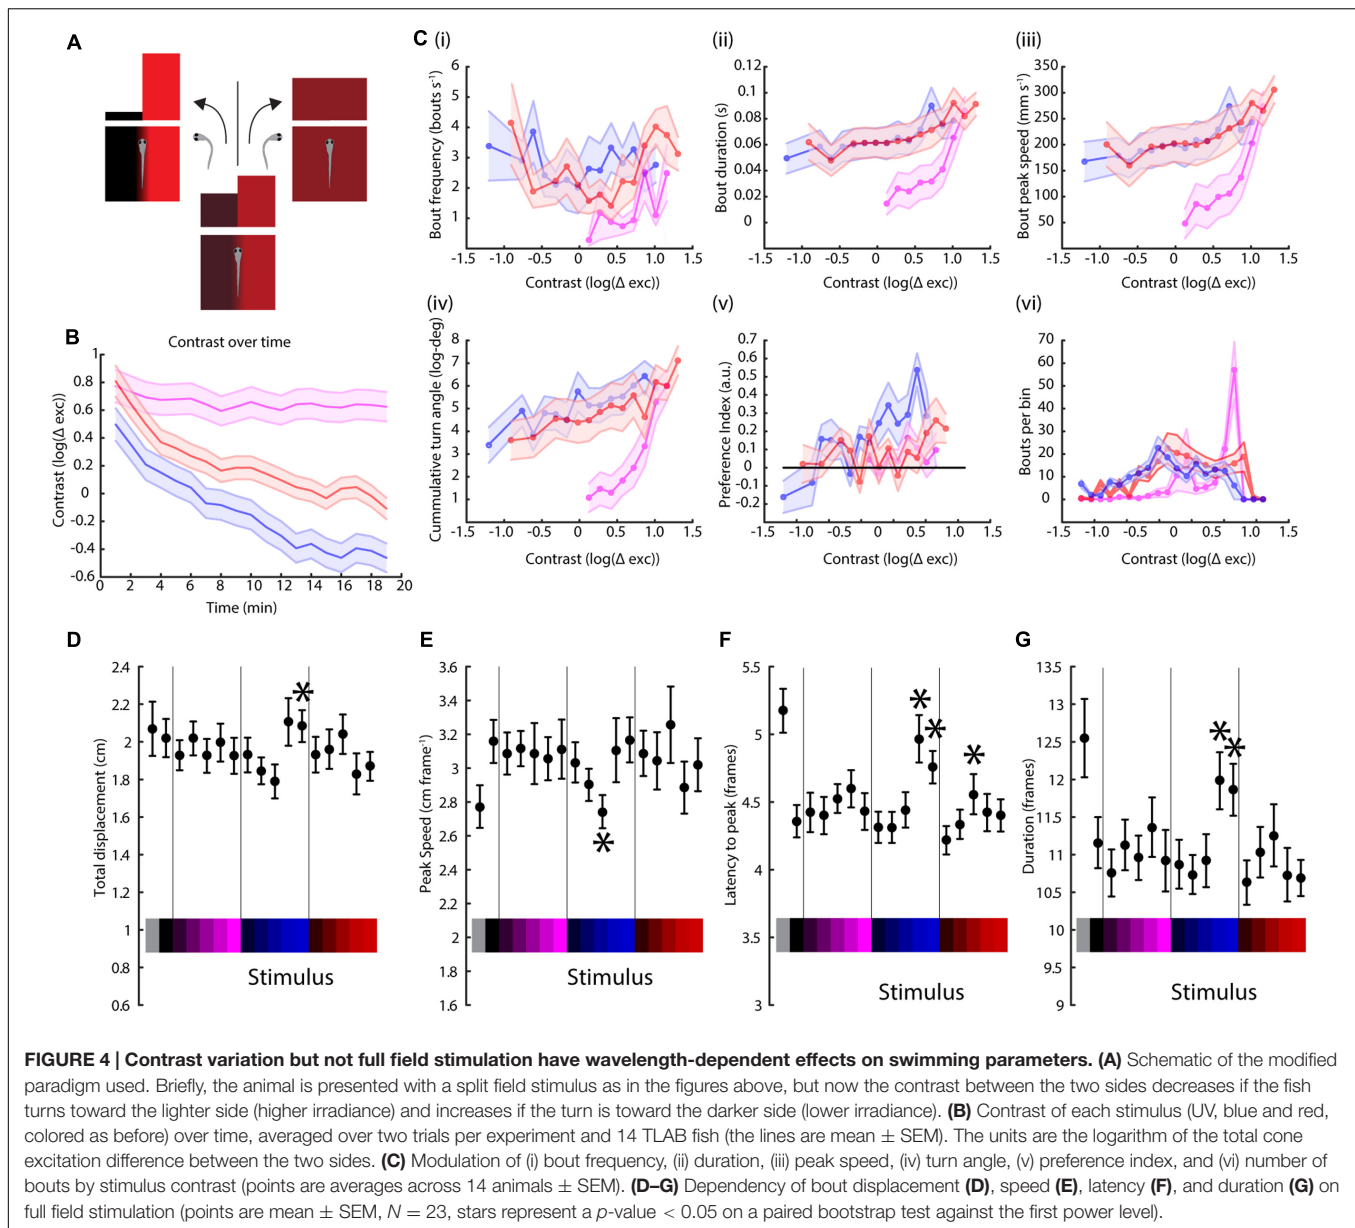 A
C (i)
(ii)
(iii)
Bout frequency (bouts s⁻¹)
6
5
4
3
2
1
-1.5 -1.0 -0.5 0 0.5 1.0 1.5
Contrast (log(Δ exc))
Bout duration (s)
0.12
0.10
0.08
0.06
0.04
0.02
0
-1.5 -1.0 -0.5 0 0.5 1.0 1.5
Contrast (log(Δ exc))
Bout peak speed (mm s⁻¹)
350
300
250
200
150
100
50
-1.5 -1.0 -0.5 0 0.5 1.0 1.5
Contrast (log(Δ exc))
B
Contrast over time
Contrast (log(Δ exc))
1
0.6
0.4
0.2
0
-0.2
-0.4
-0.6
0 2 4 6 8 10 12 14 16 18 20
Time (min)
(iv)
(v)
(vi)
Cummulative turn angle (log-deg)
8
7
6
5
4
3
2
1
-1.5 -1.0 -0.5 0 0.5 1.0 1.5
Contrast (log(Δ exc))
Preference Index (a.u.)
0.7
0.6
0.5
0.4
0.3
0.2
0.1
0
-0.1
-0.2
-1.5 -1.0 -0.5 0 0.5 1.0 1.5
Contrast (log(Δ exc))
Bouts per bin
70
60
50
40
30
20
10
0
-1.5 -1.0 -0.5 0 0.5 1.0 1.5
Contrast (log(Δ exc))
D
Total displacement (cm)
2.4
2.2
2
1.8
1.6
1.4
1.2
1
0.8
0.6
*
Stimulus
E
Peak Speed (cm frame⁻¹)
3.6
3.4
3.2
3
2.8
2.6
2.4
2.2
2
1.8
1.6
*
Stimulus
F
Latency to peak (frames)
5.5
5
4.5
4
3.5
3
* * *
Stimulus
G
Duration (frames)
13.5
13
12.5
12
11.5
11
10.5
10
9.5
9
* *
Stimulus
FIGURE 4 | Contrast variation but not full field stimulation have wavelength-dependent effects on swimming parameters. (A) Schematic of the modified
paradigm used. Briefly, the animal is presented with a split field stimulus as in the figures above, but now the contrast between the two sides decreases if the fish
turns toward the lighter side (higher irradiance) and increases if the turn is toward the darker side (lower irradiance). (B) Contrast of each stimulus (UV, blue and red,
colored as before) over time, averaged over two trials per experiment and 14 TLAB fish (the lines are mean ± SEM). The units are the logarithm of the total cone
excitation difference between the two sides. (C) Modulation of (i) bout frequency, (ii) duration, (iii) peak speed, (iv) turn angle, (v) preference index, and (vi) number of
bouts by stimulus contrast (points are averages across 14 animals ± SEM). (D–G) Dependency of bout displacement (D), speed (E), latency (F), and duration (G) on
full field stimulation (points are mean ± SEM, N = 23, stars represent a p-value < 0.05 on a paired bootstrap test against the first power level).